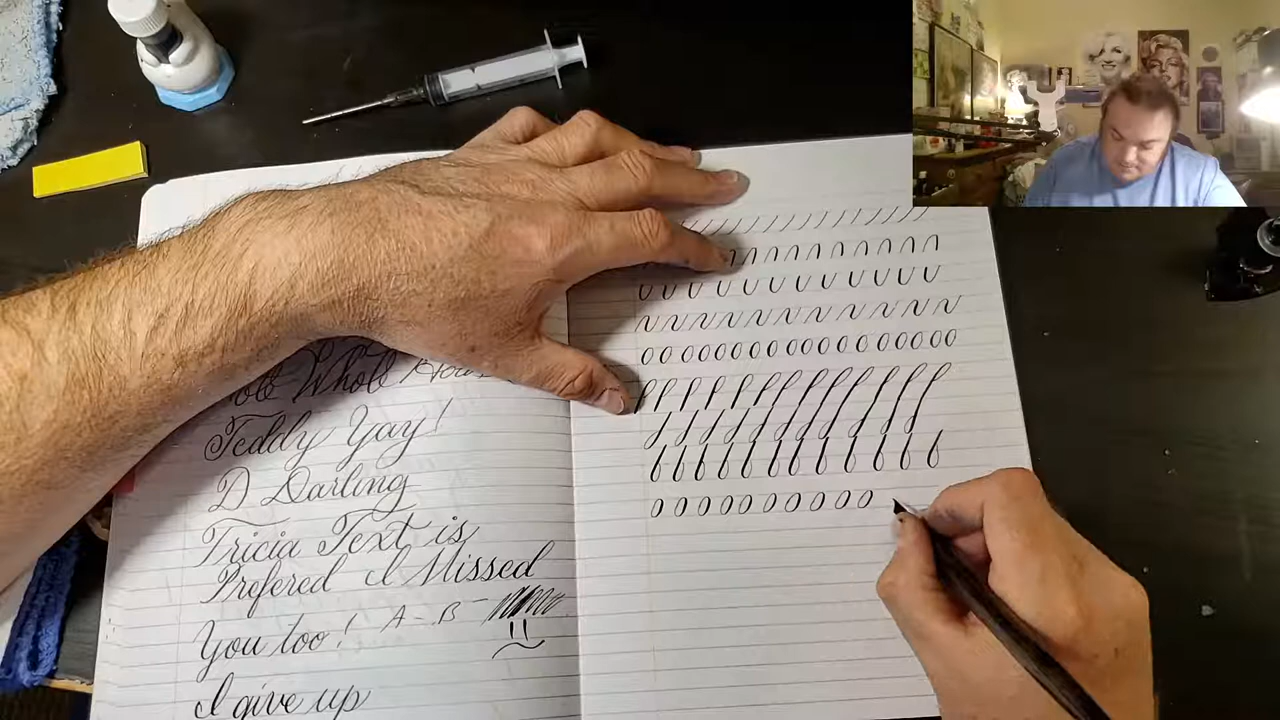 Whole
Teddy Yay!
D Darling
Tricia Text is
Prefered I Missed
You too! A - B -
I give up